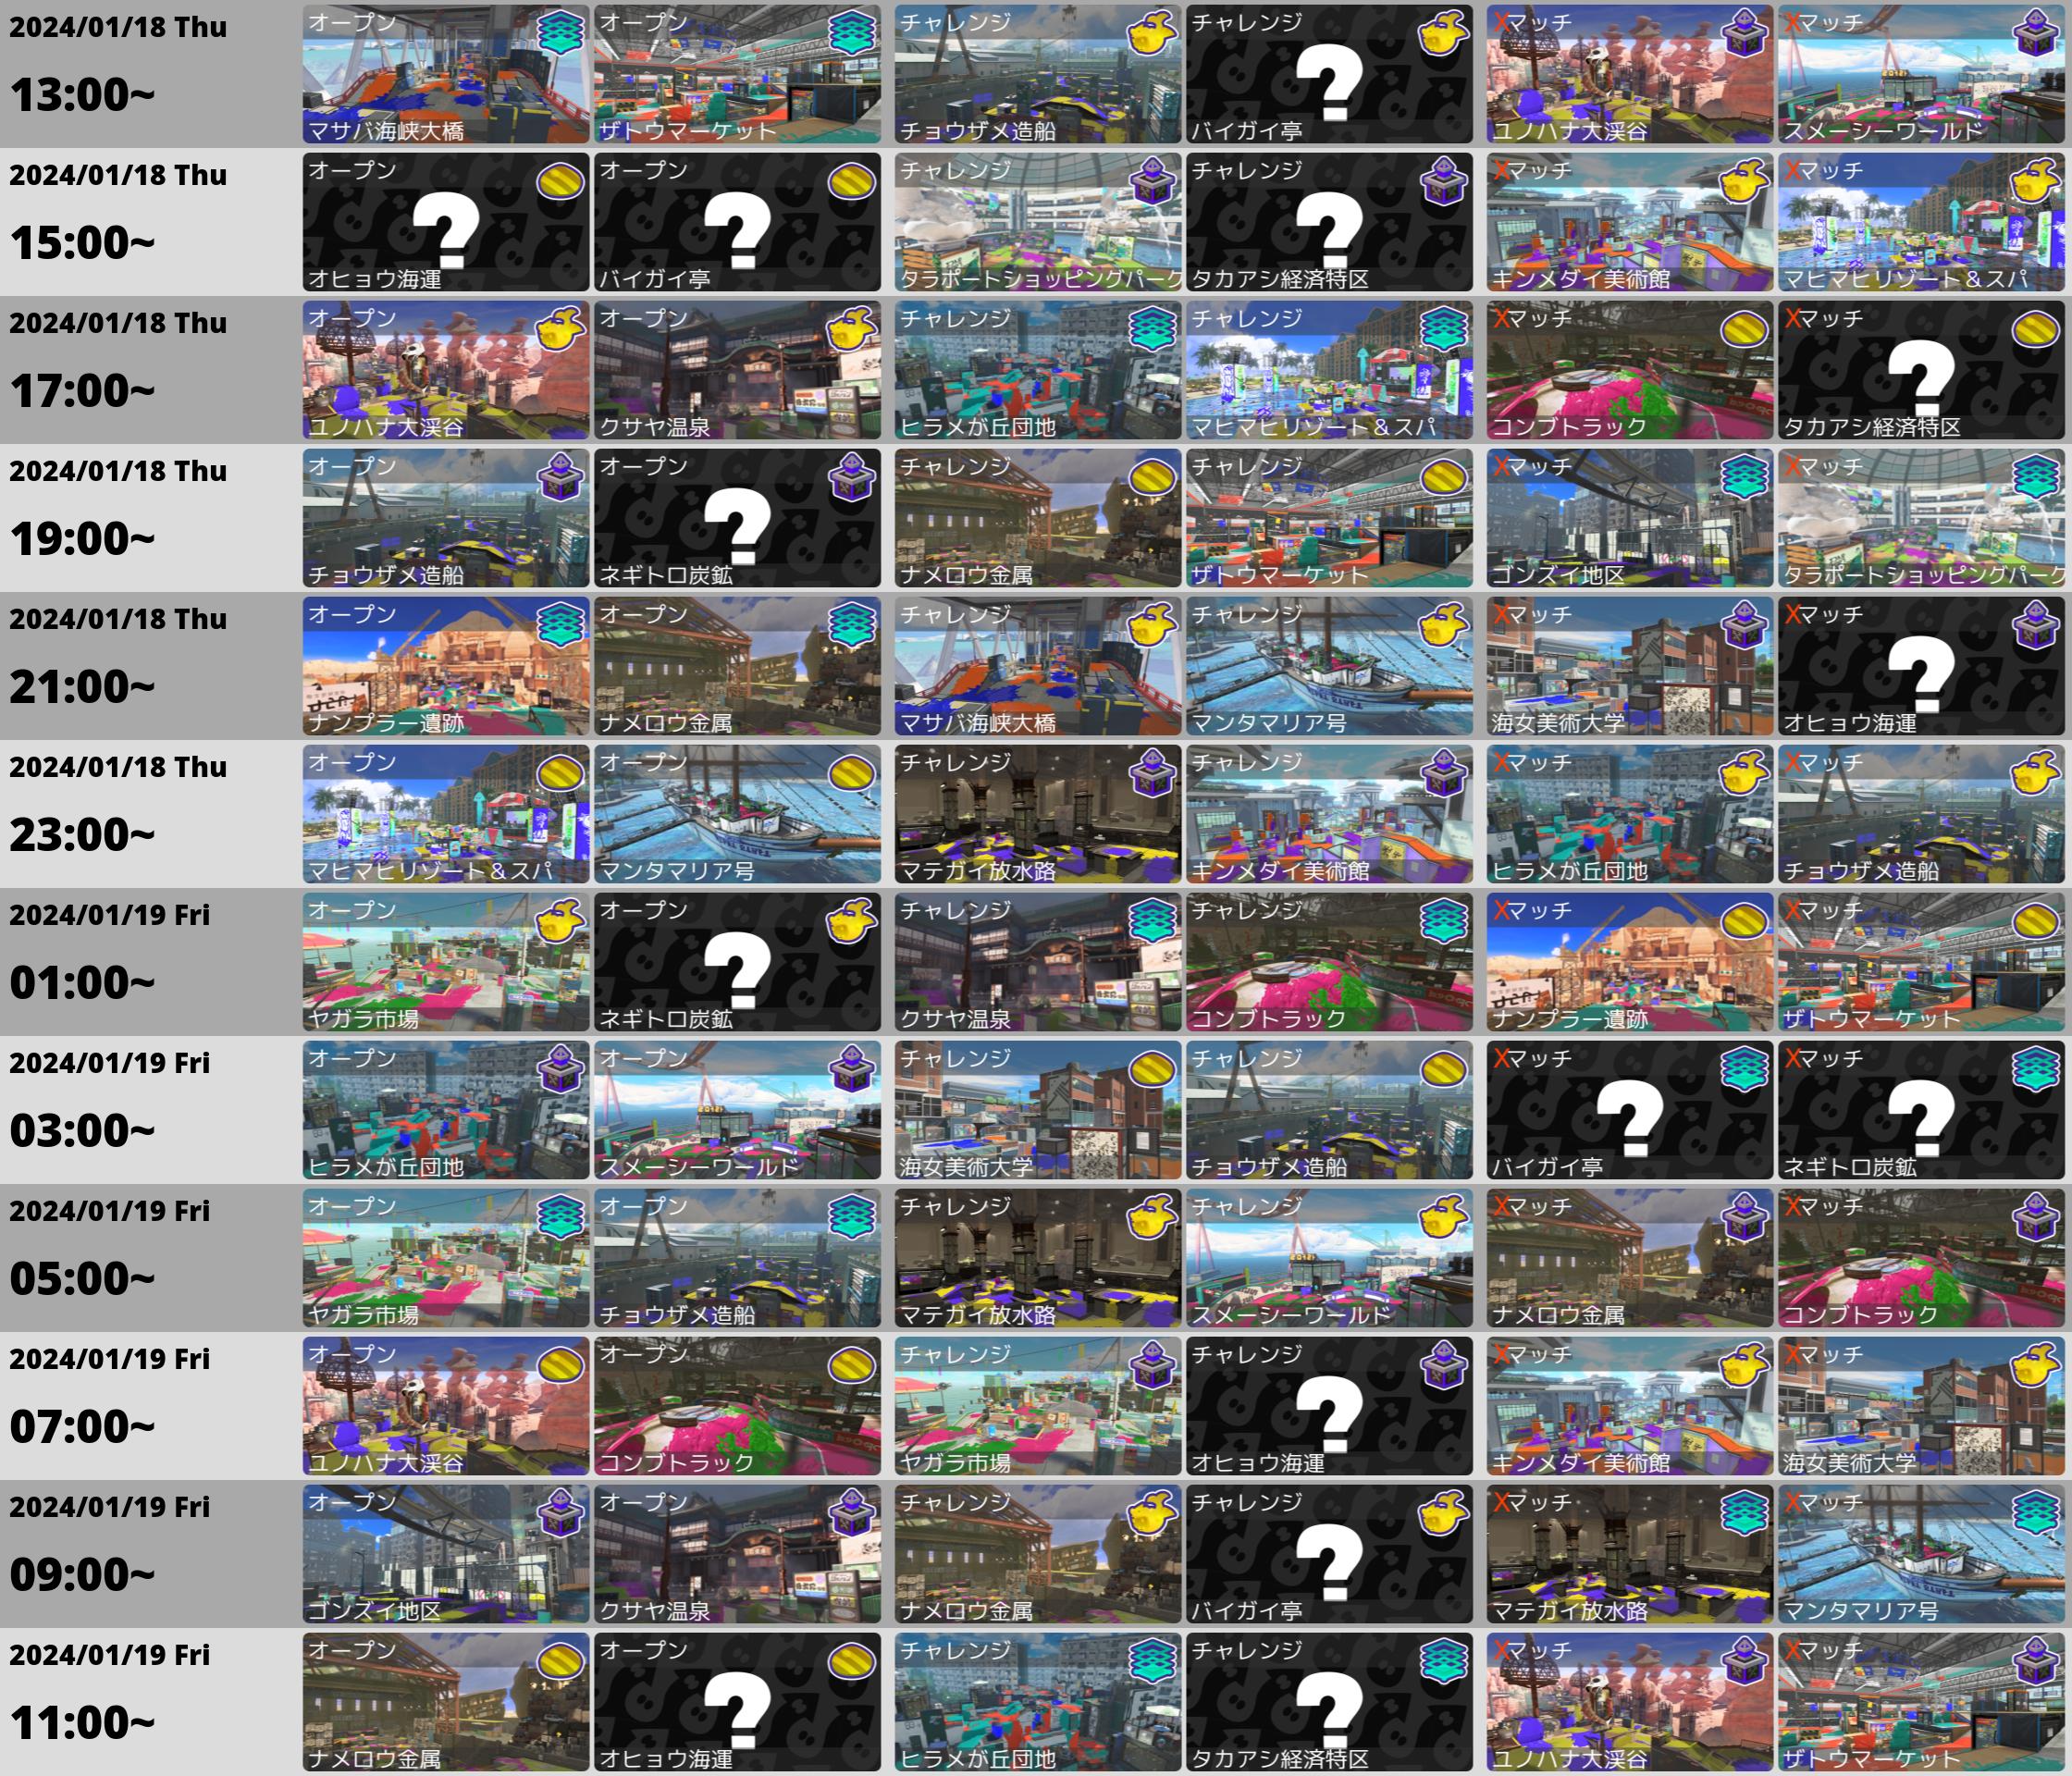 2024/01/18 Thu
13:00~
オープン オープン チャレンジ チャレンジ Xマッチ Xマッチ
マサバ海峡大橋 ザトウマーケット チョウザメ造船 バイガイ亭 ユノハナ大渓谷 スメーシーワールド
2024/01/18 Thu
15:00~
オープン オープン チャレンジ チャレンジ Xマッチ Xマッチ
? ? ?
オヒョウ海運 バイガイ亭 タラポートショッピングパーク タカアシ経済特区 キンメダイ美術館 マヒマヒリゾート&スパ
2024/01/18 Thu
17:00~
オープン オープン チャレンジ チャレンジ Xマッチ Xマッチ
ユノハナ大渓谷 クサヤ温泉 ヒラメが丘団地 マヒマヒリゾート&スパ コンブトラック タカアシ経済特区
2024/01/18 Thu
19:00~
オープン オープン チャレンジ チャレンジ Xマッチ Xマッチ
チョウザメ造船 ネギトロ炭鉱 ナメロウ金属 ザトウマーケット ゴンズイ地区 タラポートショッピングパーク
2024/01/18 Thu
21:00~
オープン オープン チャレンジ チャレンジ Xマッチ Xマッチ
ナンプラー遺跡 ナメロウ金属 マサバ海峡大橋 マンタマリア号 海女美術大学 オヒョウ海運
2024/01/18 Thu
23:00~
オープン オープン チャレンジ チャレンジ Xマッチ Xマッチ
マヒマヒリゾート&スパ マンタマリア号 マテガイ放水路 キンメダイ美術館 ヒラメが丘団地 チョウザメ造船
2024/01/19 Fri
01:00~
オープン オープン チャレンジ チャレンジ Xマッチ Xマッチ
ヤガラ市場 ネギトロ炭鉱 クサヤ温泉 コンブトラック ナンプラー遺跡 ザトウマーケット
2024/01/19 Fri
03:00~
オープン オープン チャレンジ チャレンジ Xマッチ Xマッチ
ヒラメが丘団地 スメーシーワールド 海女美術大学 チョウザメ造船 バイガイ亭 ネギトロ炭鉱
2024/01/19 Fri
05:00~
オープン オープン チャレンジ チャレンジ Xマッチ Xマッチ
ヤガラ市場 チョウザメ造船 マテガイ放水路 スメーシーワールド ナメロウ金属 コンブトラック
2024/01/19 Fri
07:00~
オープン オープン チャレンジ チャレンジ Xマッチ Xマッチ
ユノハナ大渓谷 コンブトラック ヤガラ市場 オヒョウ海運 キンメダイ美術館 海女美術大学
2024/01/19 Fri
09:00~
オープン オープン チャレンジ チャレンジ Xマッチ Xマッチ
ゴンズイ地区 クサヤ温泉 ナメロウ金属 バイガイ亭 マテガイ放水路 マンタマリア号
2024/01/19 Fri
11:00~
オープン オープン チャレンジ チャレンジ Xマッチ Xマッチ
ナメロウ金属 オヒョウ海運 ヒラメが丘団地 タカアシ経済特区 ユノハナ大渓谷 ザトウマーケット